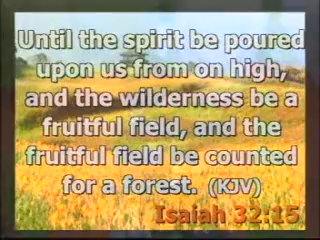 Until the spirit be poured
upon us from on high,
and the wilderness be a
fruitful field, and the
fruitful field be counted
for a forest. (KJV)
Isaiah 32:15